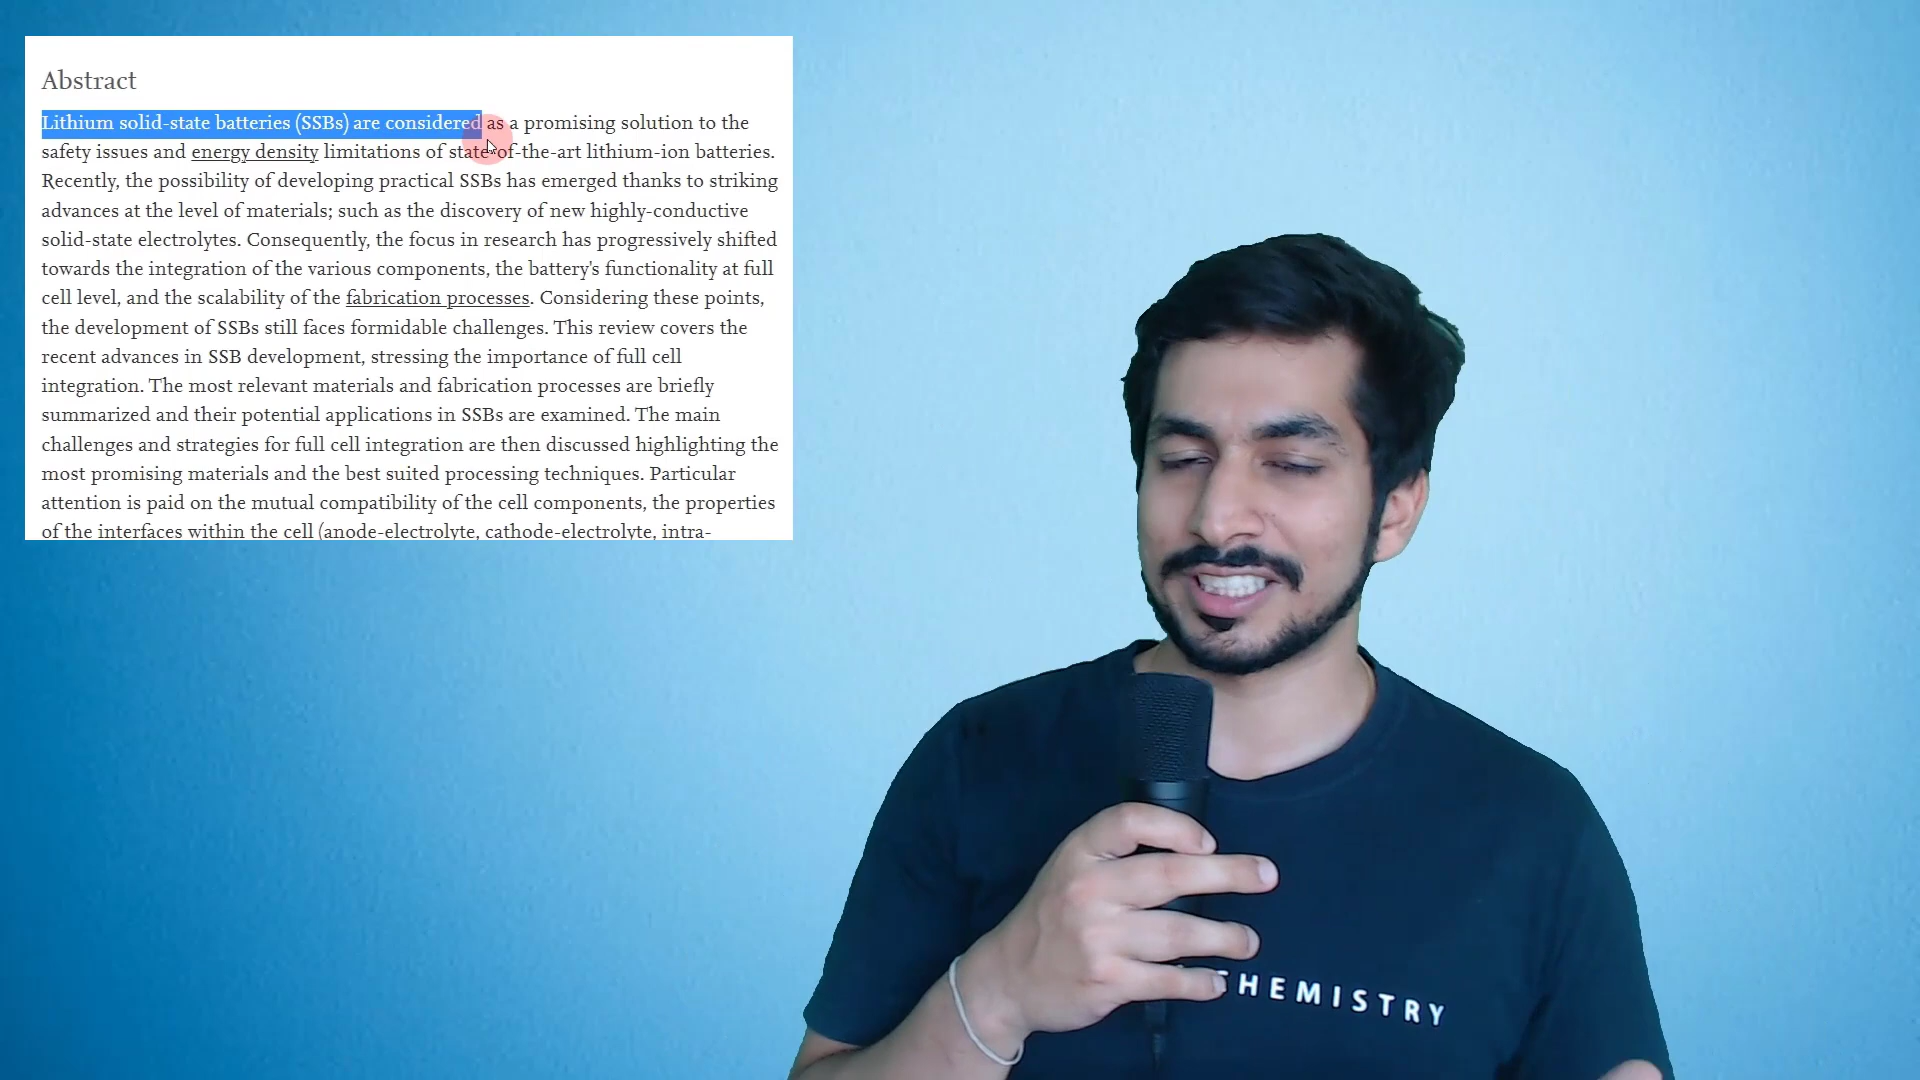 Abstract
Lithium solid-state batteries (SSBs) are considered as a promising solution to the
safety issues and energy density limitations of state-of-the-art lithium-ion batteries.
Recently, the possibility of developing practical SSBs has emerged thanks to striking
advances at the level of materials; such as the discovery of new highly-conductive
solid-state electrolytes. Consequently, the focus in research has progressively shifted
towards the integration of the various components, the battery's functionality at full
cell level, and the scalability of the fabrication processes. Considering these points,
the development of SSBs still faces formidable challenges. This review covers the
recent advances in SSB development, stressing the importance of full cell
integration. The most relevant materials and fabrication processes are briefly
summarized and their potential applications in SSBs are examined. The main
challenges and strategies for full cell integration are then discussed highlighting the
most promising materials and the best suited processing techniques. Particular
attention is paid on the mutual compatibility of the cell components, the properties
of the interfaces within the cell (anode-electrolyte, cathode-electrolyte, intra-
CHEMISTRY